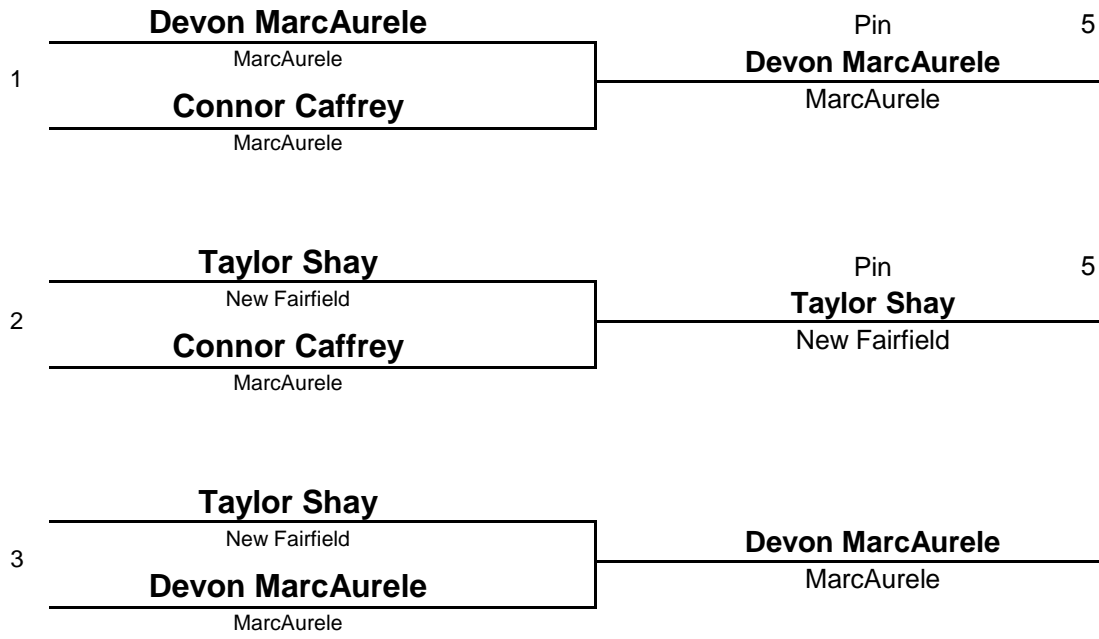 Devon MarcAurele
MarcAurele
1
Connor Caffrey
MarcAurele
Pin 5
Devon MarcAurele
MarcAurele
Taylor Shay
New Fairfield
2
Connor Caffrey
MarcAurele
Pin 5
Taylor Shay
New Fairfield
Taylor Shay
New Fairfield
3
Devon MarcAurele
MarcAurele
Devon MarcAurele
MarcAurele